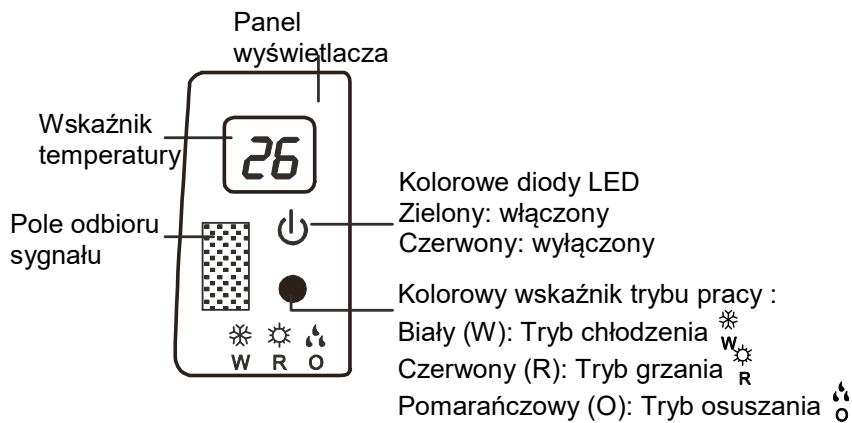 Panel
wyświetlacza
Wskaźnik
temperatury
26
Kolorowe diody LED
Zielony: włączony
Czerwony: wyłączony
Pole odbioru
sygnału
Kolorowy wskaźnik trybu pracy :
Biały (W): Tryb chłodzenia W
Czerwony (R): Tryb grzania R
Pomarańczowy (O): Tryb osuszania O
W R O